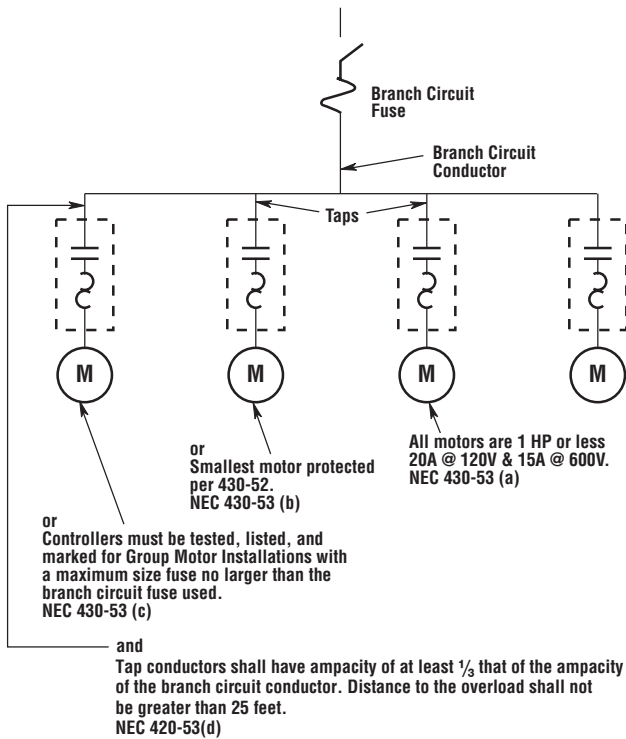 Branch Circuit
Fuse
Branch Circuit
Conductor
Taps
M
M
M
M
All motors are 1 HP or less
20A @ 120V & 15A @ 600V.
NEC 430-53 (a)
or
Smallest motor protected
per 430-52.
NEC 430-53 (b)
or
Controllers must be tested, listed, and
marked for Group Motor Installations with
a maximum size fuse no larger than the
branch circuit fuse used.
NEC 430-53 (c)
and
Tap conductors shall have ampacity of at least 1/3 that of the ampacity
of the branch circuit conductor. Distance to the overload shall not
be greater than 25 feet.
NEC 420-53(d)